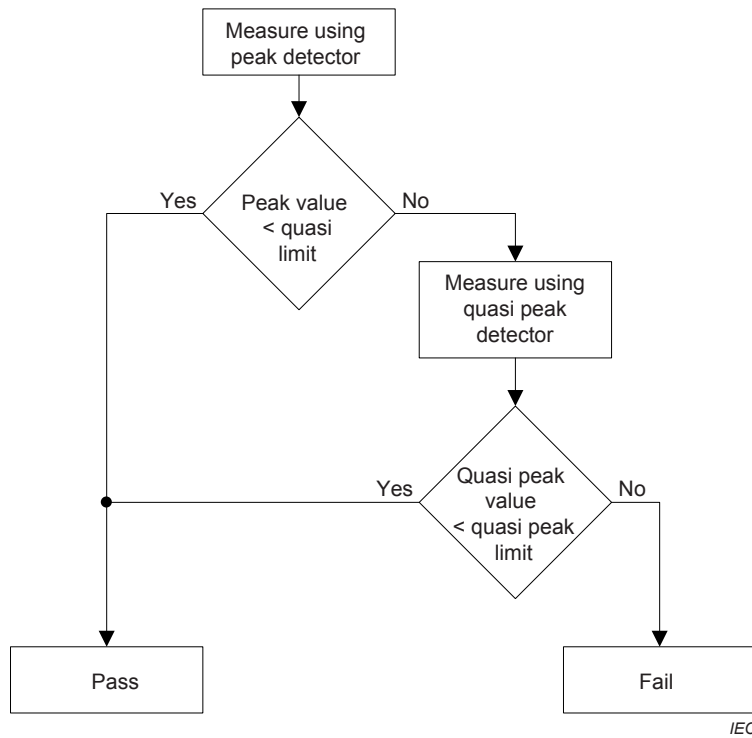 Measure using
peak detector
Yes
Peak value
< quasi
limit
No
Measure using
quasi peak
detector
Yes
Quasi peak
value
< quasi peak
limit
No
Pass
Fail
IEC